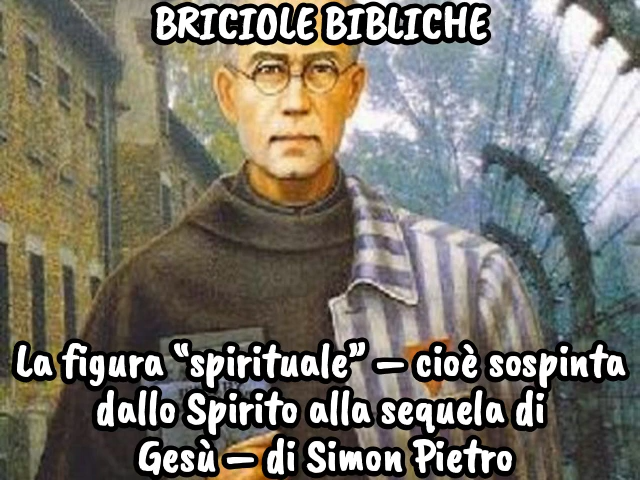 BRICIOLE BIBLICHE
La figura “spirituale” – cioè sospinta
dallo Spirito alla sequela di
Gesù – di Simon Pietro